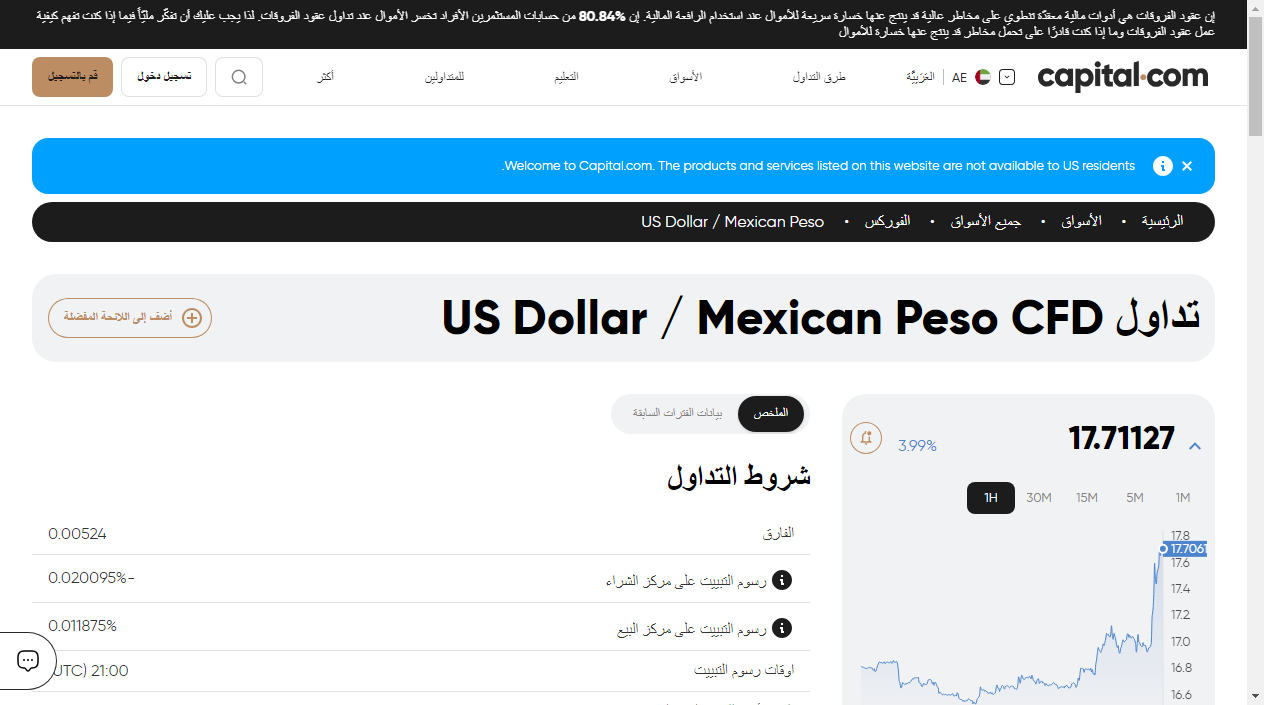 إن عقود الفروقات هي أدوات مالية معقدّة تنطوي على مخاطر عالية قد ينتج عنها خسارة سريعة للأموال عند استخدام الرافعة المالية. إن 80.84% من حسابات المستثمرين الأفراد تخسر الأموال عند تداول عقود الفروقات. لذا يجب عليك أن تفكّر مليّاً فيما إذا كنت تفهم كيفية
عمل عقود الفروقات وما إذا كنت قادرًا على تحمّل مخاطر قد ينتج عنها خسارة للأموال
capital.com AE العَرَبِيَّة طرق التداول الأسواق التعليم للمتداولين أكثر تسجيل دخول قم بالتسجيل
Welcome to Capital.com. The products and services listed on this website are not available to US residents.
الرئيسية • الأسواق • جميع الأسواق • الفوركس • US Dollar / Mexican Peso
تداول US Dollar / Mexican Peso CFD
أضف إلى اللائحة المفضلة
17.71127 3.99%
1H 30M 15M 5M 1M
17.8
17.7061
17.6
17.4
17.2
17.0
16.8
16.6
الملخص بيانات الفترات السابقة
شروط التداول
الفارق 0.00524
رسوم التبييت على مركز الشراء -0.020095%
رسوم التبييت على مركز البيع 0.011875%
اوقات رسوم التبييت 21:00 (UTC)